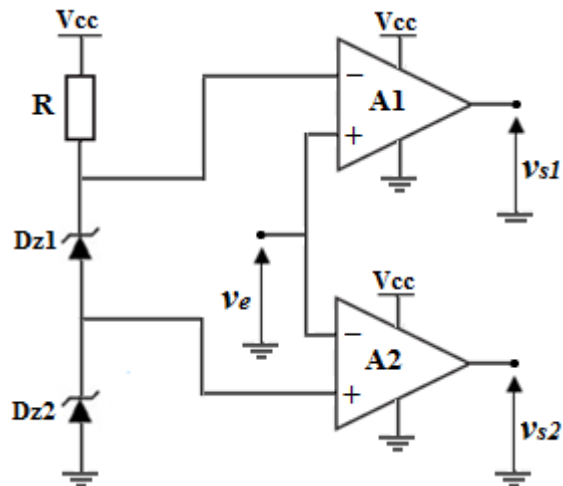 Vcc
Vcc
R
−
A1
+
vs1
Dz1
ve
Vcc
−
A2
+
Dz2
vs2